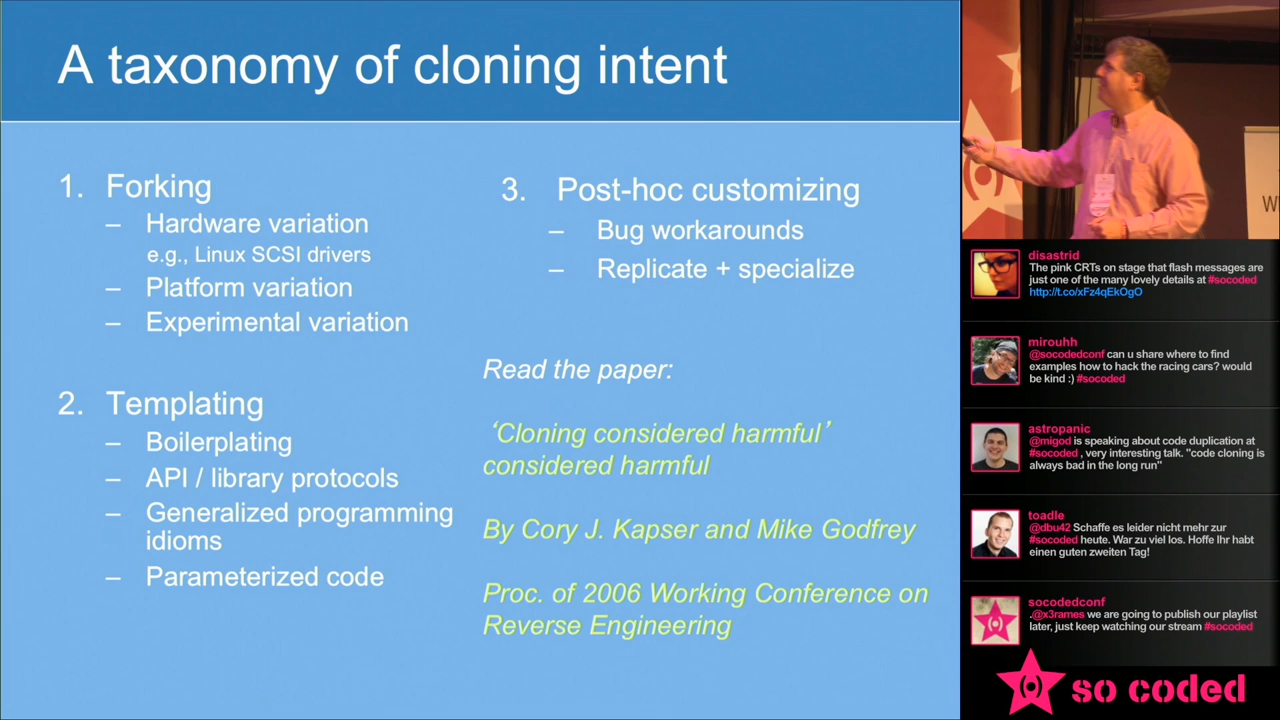 A taxonomy of cloning intent
1. Forking
– Hardware variation
e.g., Linux SCSI drivers
– Platform variation
– Experimental variation
2. Templating
– Boilerplating
– API / library protocols
– Generalized programming
idioms
– Parameterized code
3. Post-hoc customizing
– Bug workarounds
– Replicate + specialize
Read the paper:
‘Cloning considered harmful’
considered harmful
By Cory J. Kapser and Mike Godfrey
Proc. of 2006 Working Conference on
Reverse Engineering
W
disastrid
The pink CRTs on stage that flash messages are
just one of the many lovely details at #socoded
http://t.co/xFz4qEkOgO
mirouhh
@socodedconf can u share where to find
examples how to hack the racing cars? would
be kind :) #socoded
astropanic
@migod is speaking about code duplication at
#socoded , very interesting talk. "code cloning is
always bad in the long run"
toadle
@dbu42 Schaffe es leider nicht mehr zur
#socoded heute. War zu viel los. Hoffe Ihr habt
einen guten zweiten Tag!
socodedconf
.@x3rames we are going to publish our playlist
later, just keep watching our stream #socoded
so coded